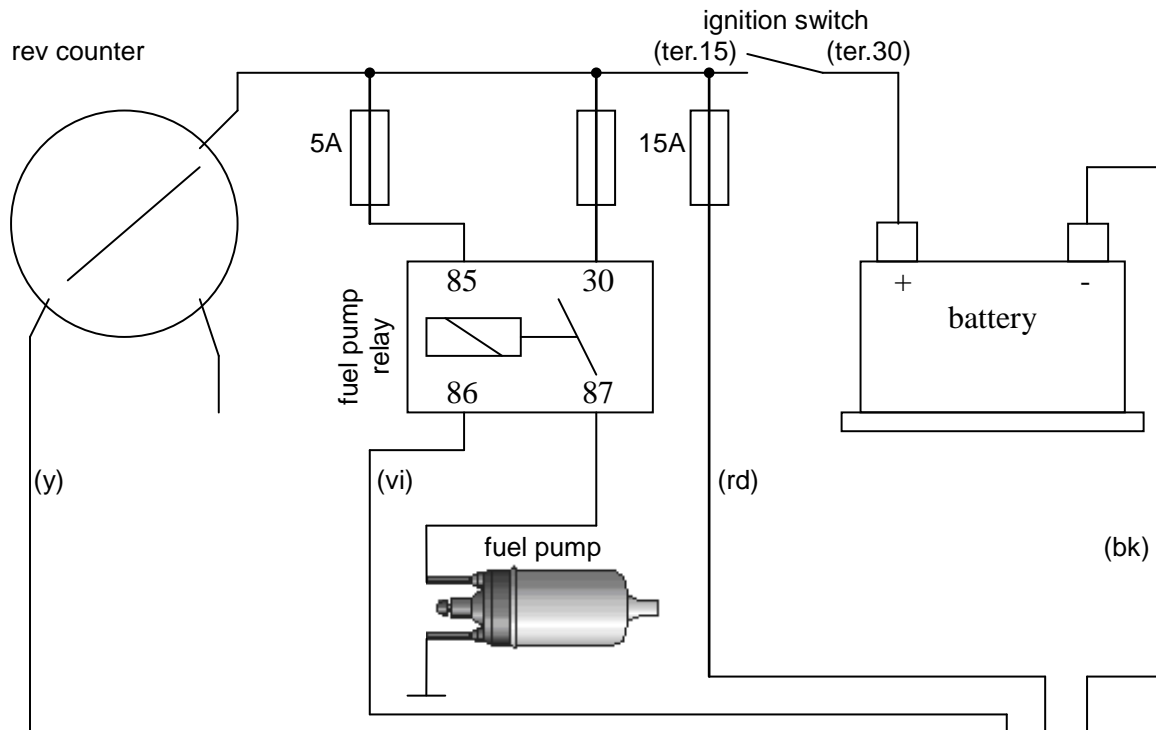 ignition switch
rev counter
(ter.15)
(ter.30)
5A
15A
85
30
+
-
battery
fuel pump
relay
86
87
(y)
(vi)
(rd)
fuel pump
(bk)